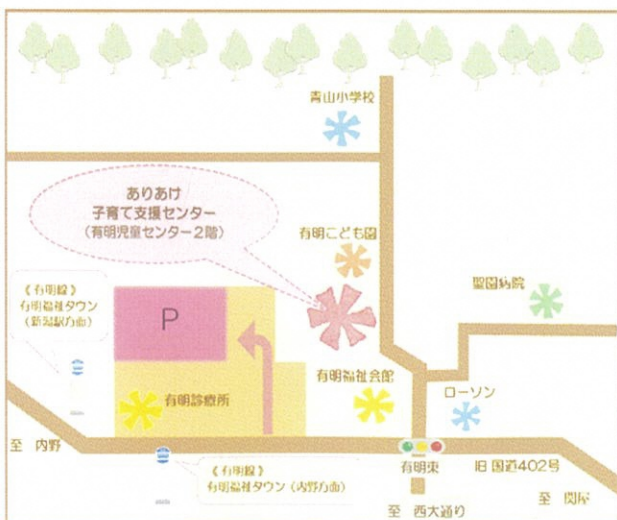 青山小学校
ありあけ
子育て支援センター
(有明児童センター2階)
有明こども園
聖園病院
《有明線》
有明福祉タウン
(新潟駅方面)
P
有明診療所
有明福祉会館
ローソン
至 内野
《有明線》
有明福祉タウン(内野方面)
有明東
旧 国道402号
至 関屋
至 西大通り